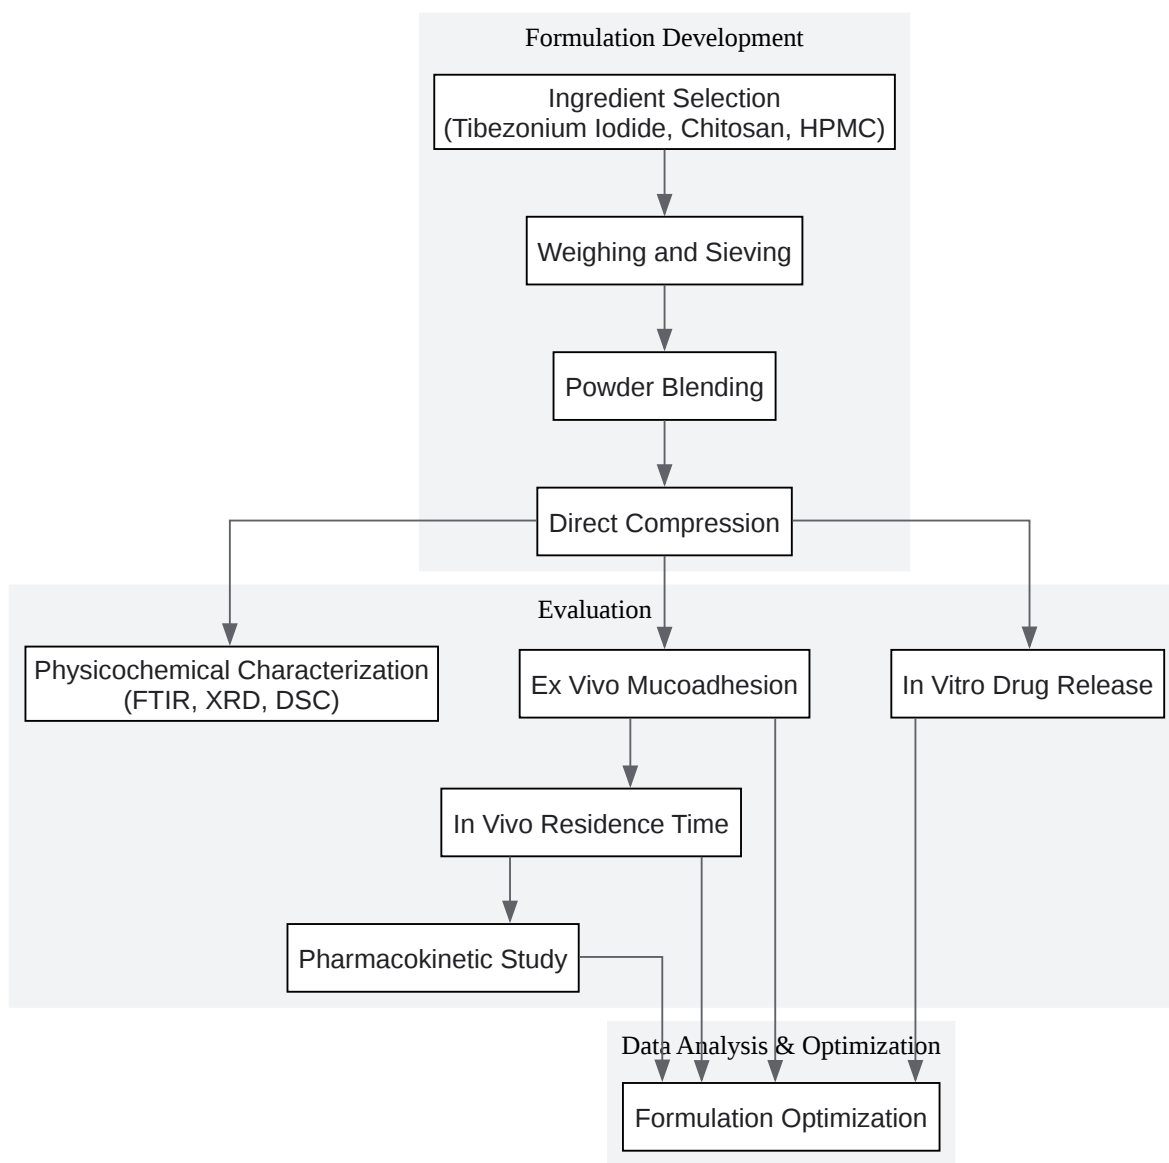 Formulation Development
Ingredient Selection
(Tibezonium Iodide, Chitosan, HPMC)
Weighing and Sieving
Powder Blending
Direct Compression
Evaluation
Physicochemical Characterization
(FTIR, XRD, DSC)
Ex Vivo Mucoadhesion
In Vitro Drug Release
In Vivo Residence Time
Pharmacokinetic Study
Data Analysis & Optimization
Formulation Optimization